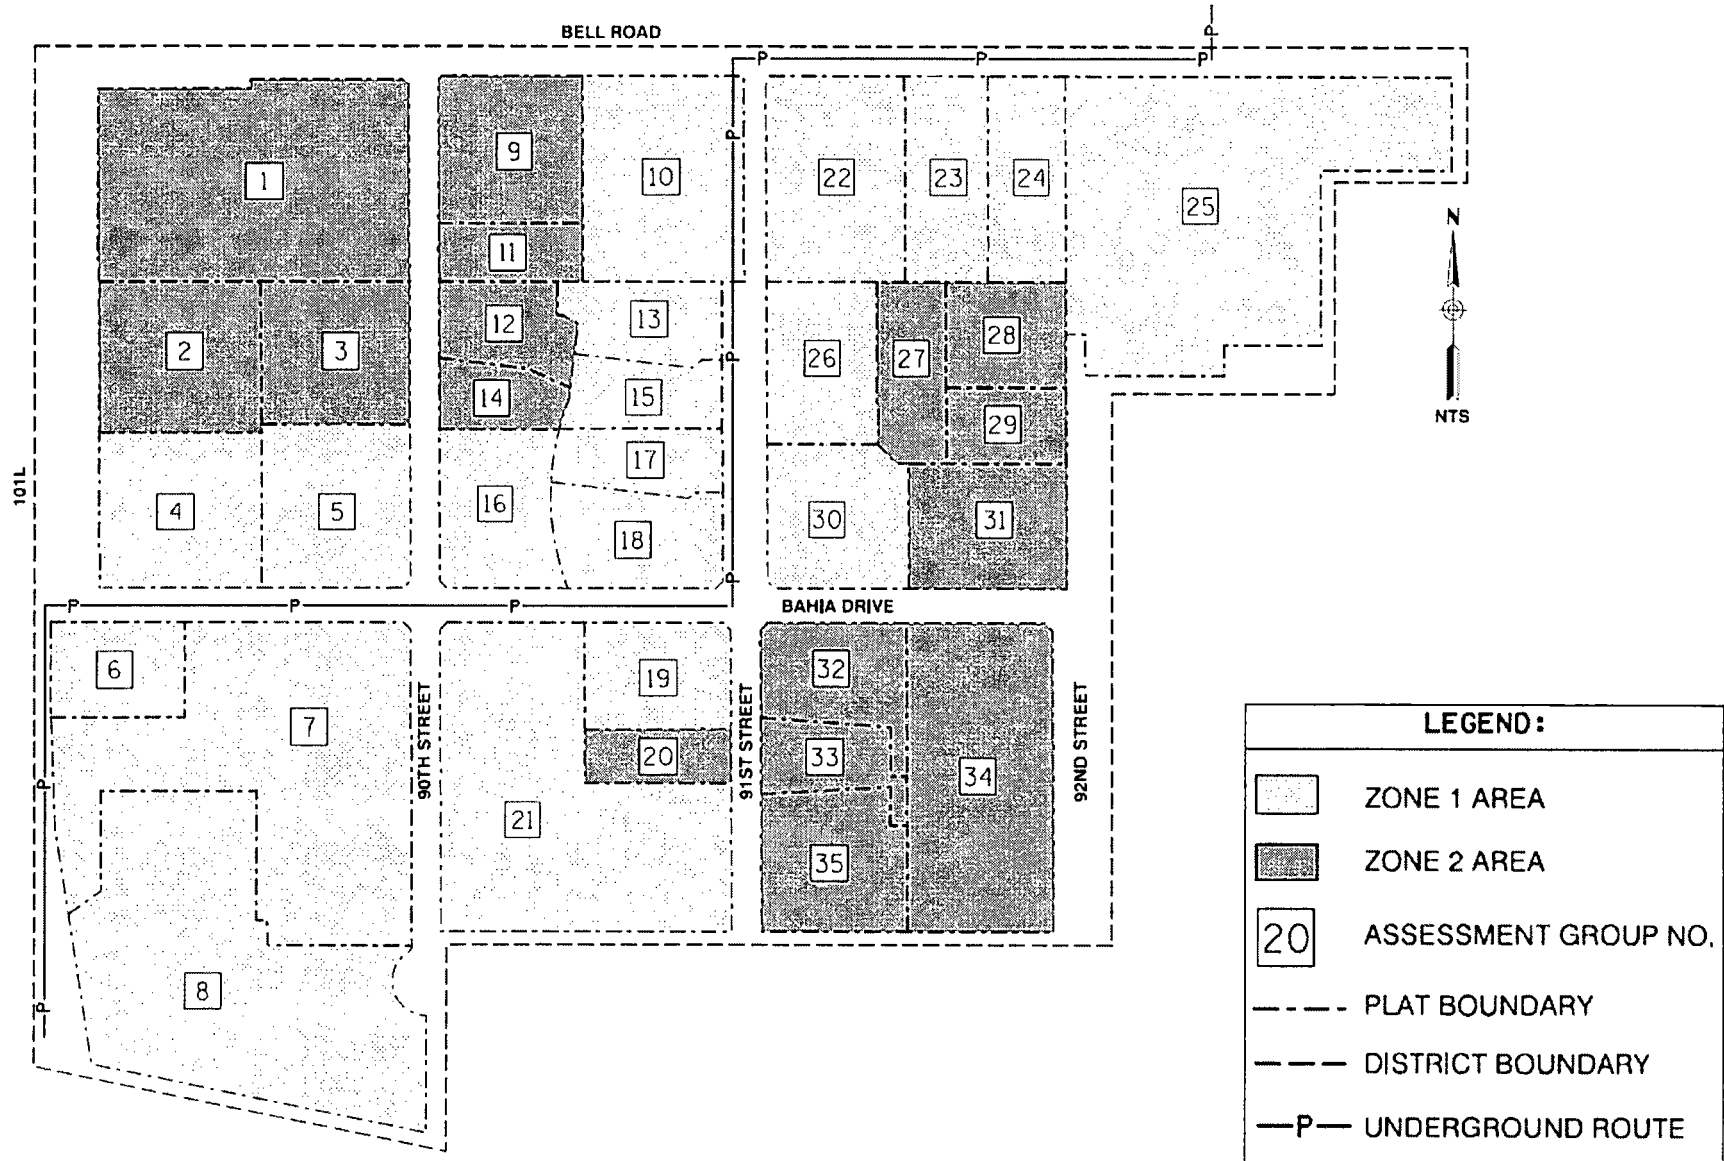 BELL ROAD
P
P P P
P
9
10
22
23
24
1
25
11
N
12
13
28
2
3
27
26
P
14
15
29
NTS
17
101L
4
5
16
30
31
18
P
P P P
BAHIA DRIVE
6
32
19
7
90TH STREET
91ST STREET
92ND STREET
20
33
34
P
21
35
8
P
LEGEND:
ZONE 1 AREA
ZONE 2 AREA
20 ASSESSMENT GROUP NO.
PLAT BOUNDARY
DISTRICT BOUNDARY
P UNDERGROUND ROUTE